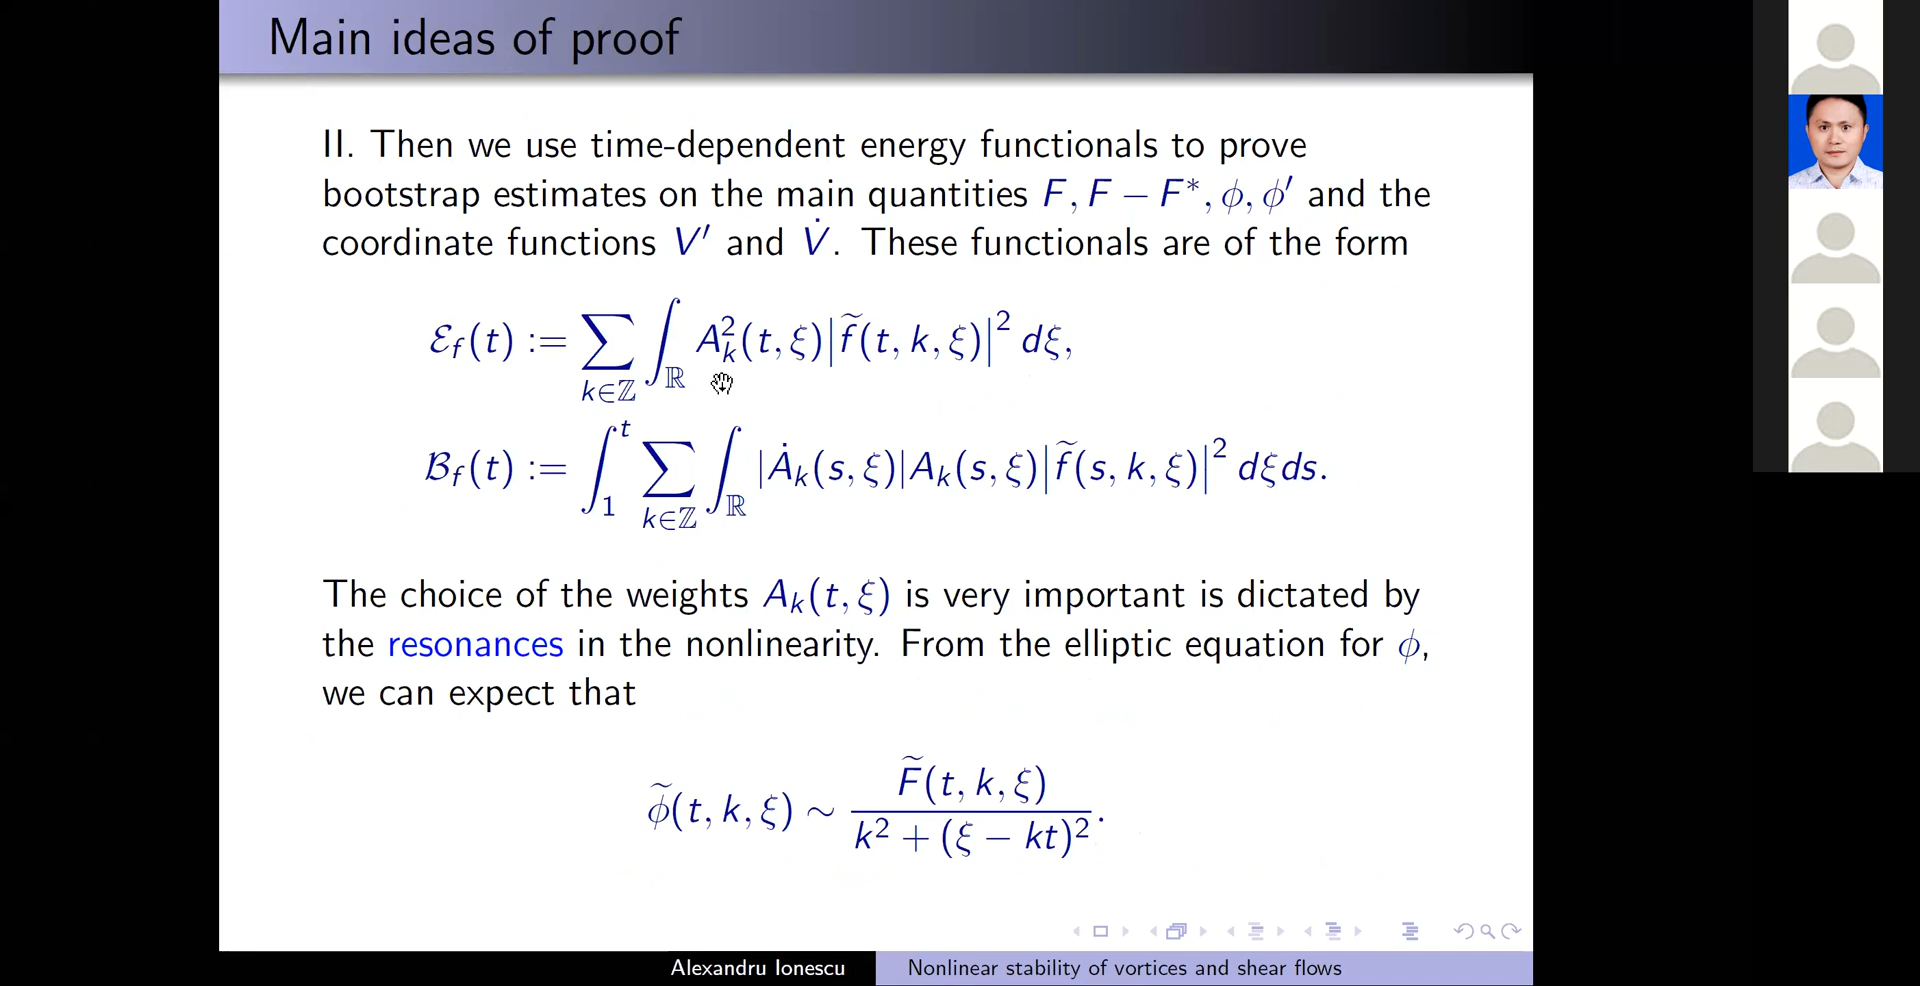 Main ideas of proof
II. Then we use time-dependent energy functionals to prove
bootstrap estimates on the main quantities F, F − F*, ϕ, ϕ′ and the
coordinate functions V′ and V̇. These functionals are of the form
ℰ_f(t) := ∑_{k∈ℤ} ∫_ℝ A_k^2(t, ξ)|f̃(t, k, ξ)|^2 dξ,
ℬ_f(t) := ∫_1^t ∑_{k∈ℤ} ∫_ℝ |Ȧ_k(s, ξ)|A_k(s, ξ)|f̃(s, k, ξ)|^2 dξds.
The choice of the weights A_k(t, ξ) is very important is dictated by
the resonances in the nonlinearity. From the elliptic equation for ϕ,
we can expect that
ϕ̃(t, k, ξ) ∼ F̃(t, k, ξ) / (k^2 + (ξ − kt)^2).
Alexandru Ionescu
Nonlinear stability of vortices and shear flows